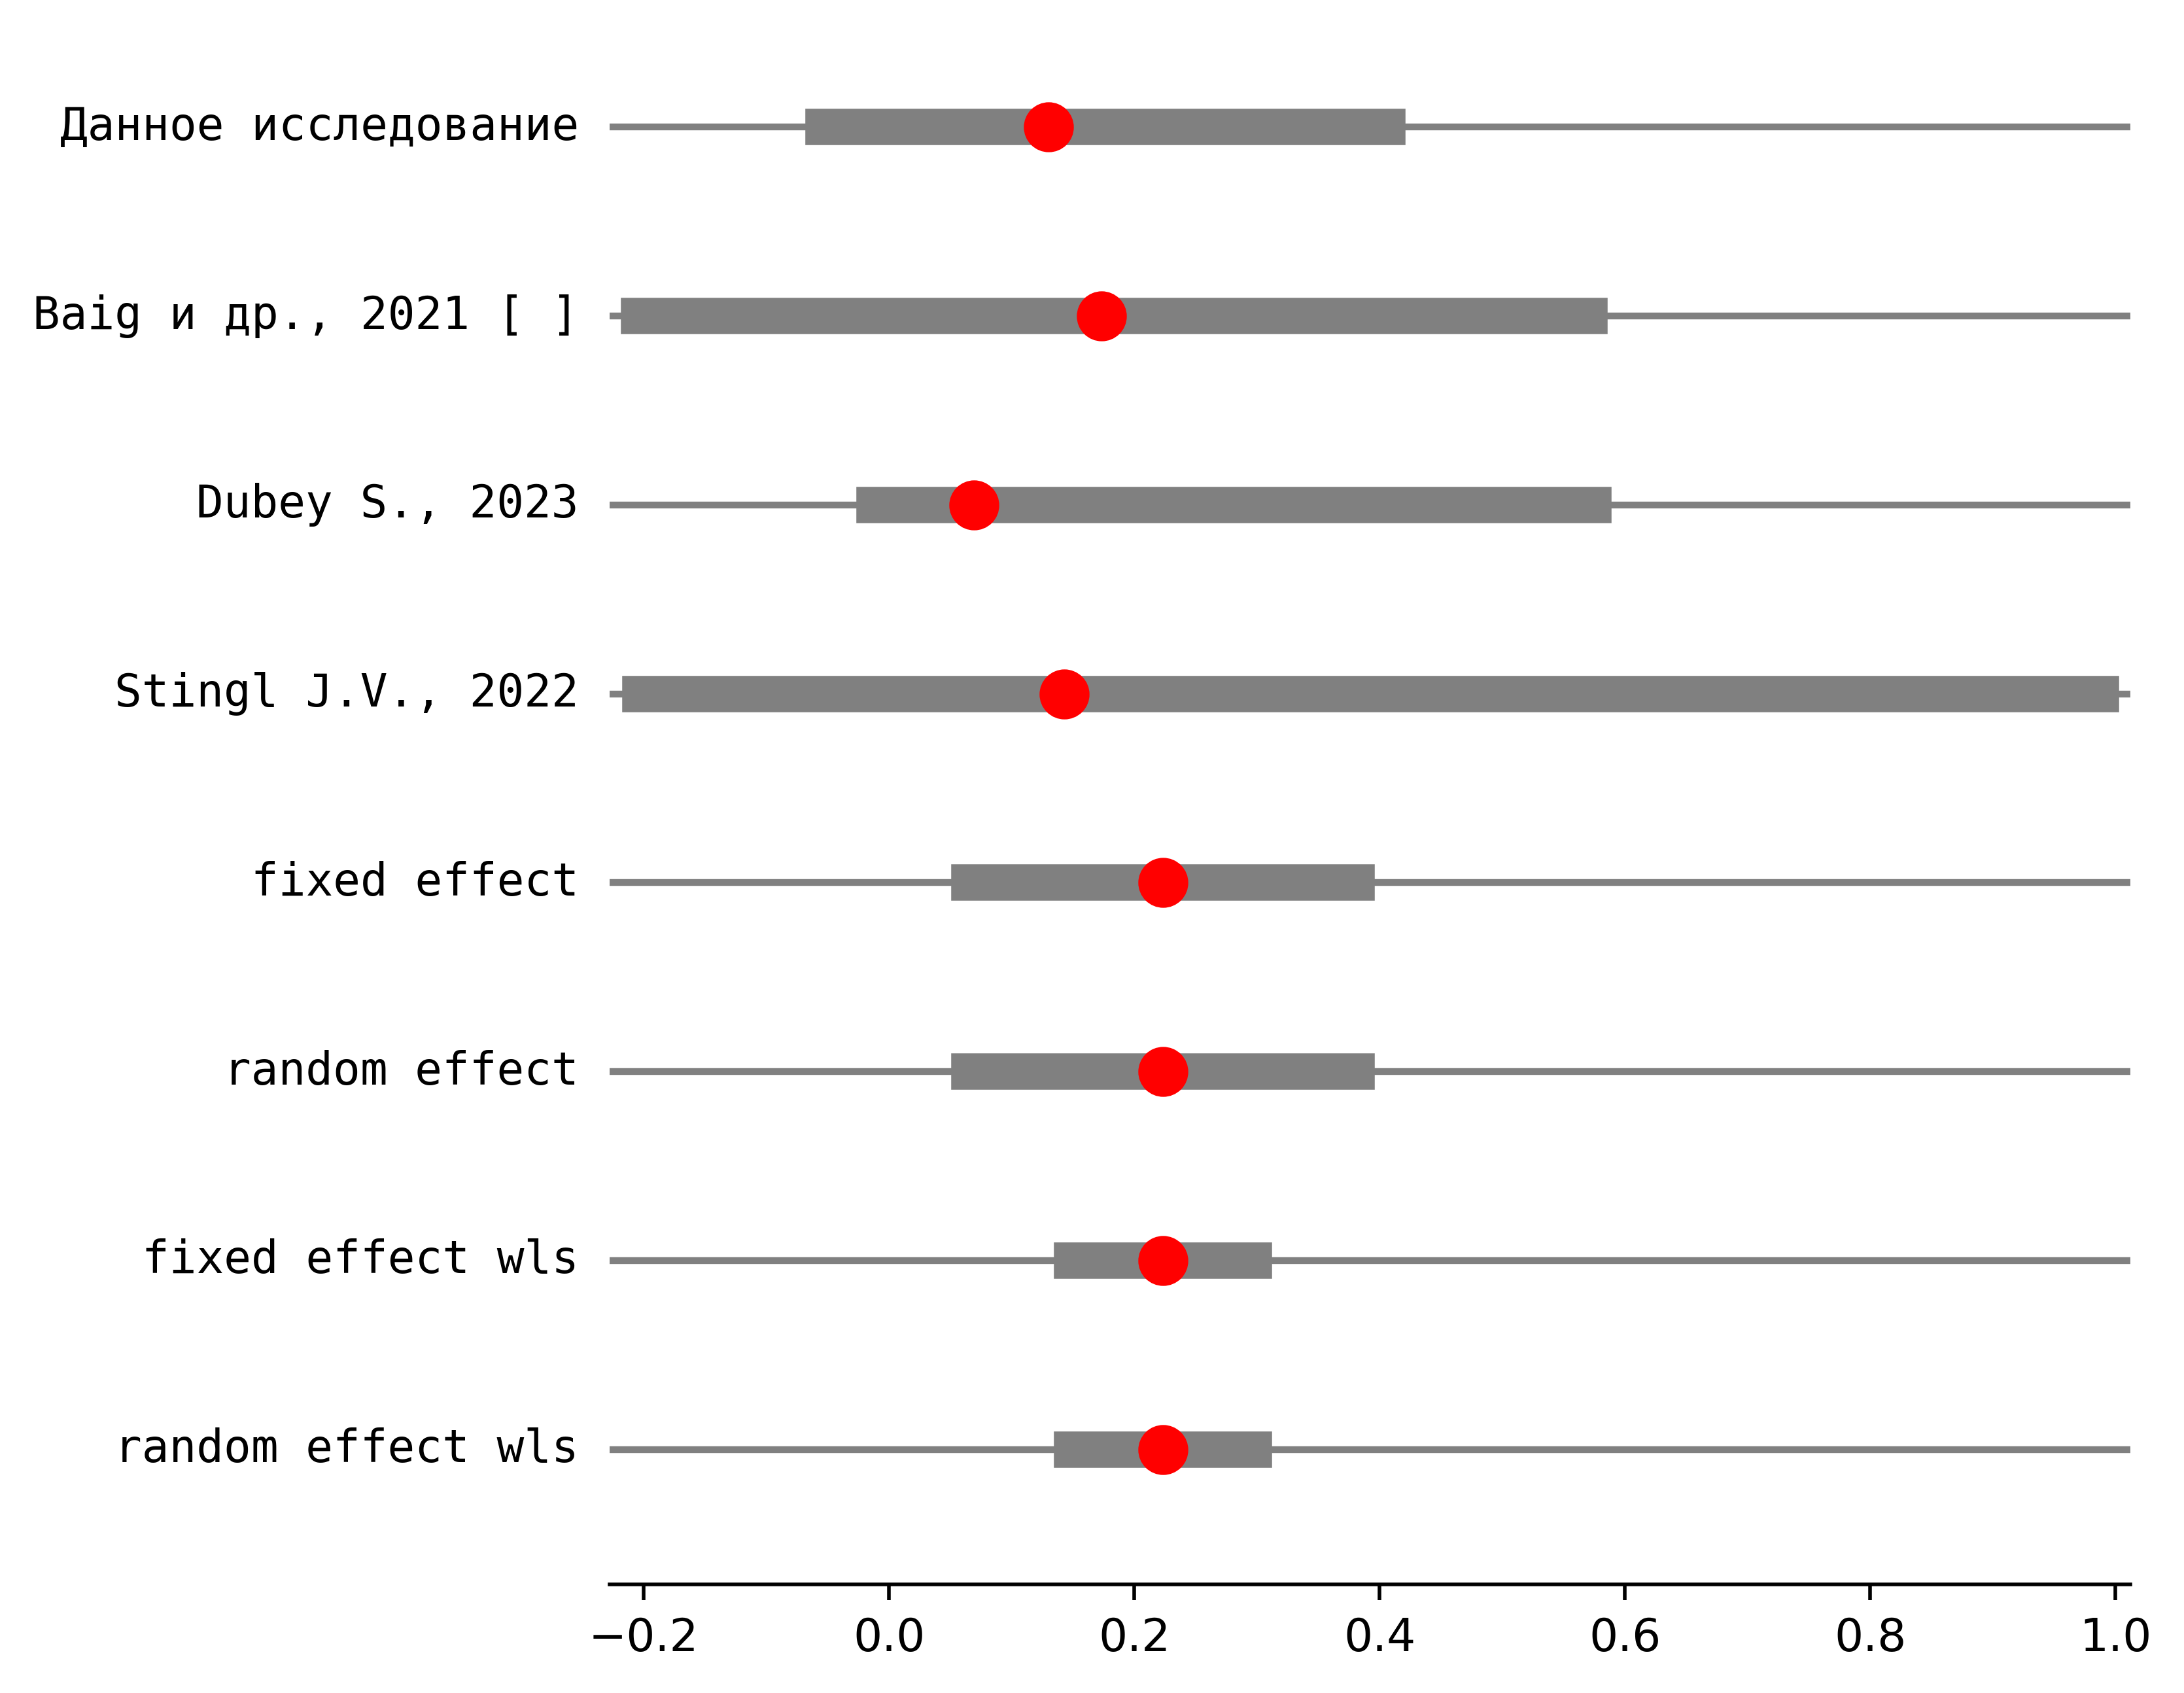 Данное исследование
Baig и др., 2021 [ ]
Dubey S., 2023
Stingl J.V., 2022
fixed effect
random effect
fixed effect wls
random effect wls
−0.2 0.0 0.2 0.4 0.6 0.8 1.0